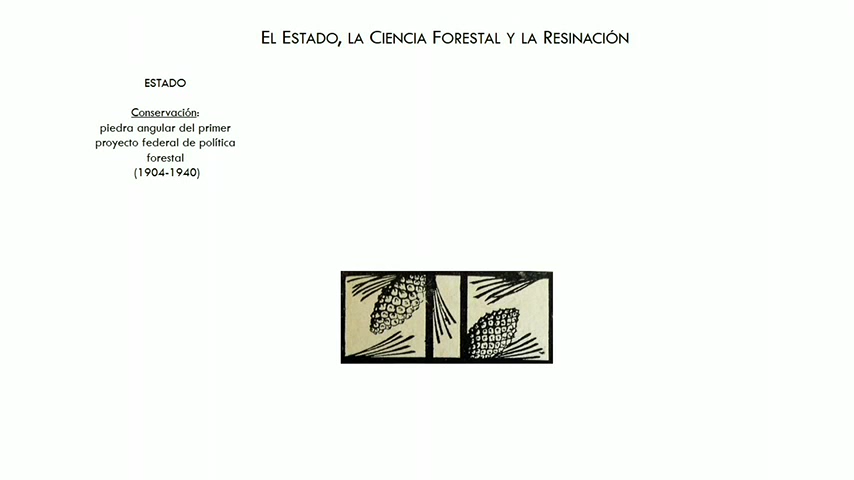 EL ESTADO, LA CIENCIA FORESTAL Y LA RESINACIÓN
ESTADO
Conservación:
piedra angular del primer
proyecto federal de política
forestal
(1904-1940)